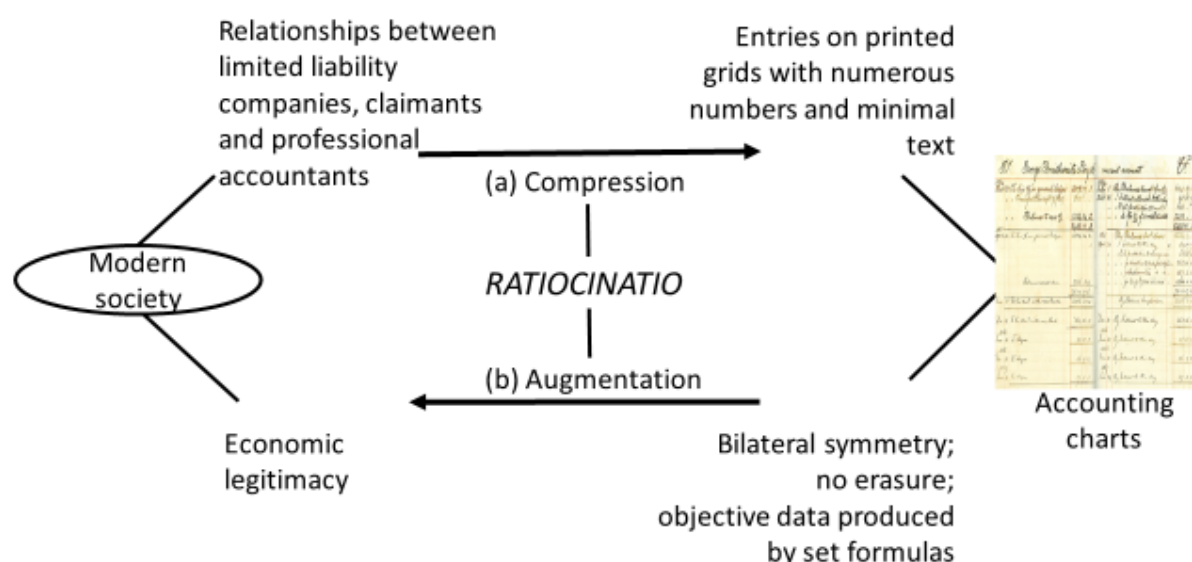 Relationships between
limited liability
companies, claimants
and professional
accountants
Entries on printed
grids with numerous
numbers and minimal
text
(a) Compression
Modern
society
RATIOCINATIO
(b) Augmentation
Economic
legitimacy
Bilateral symmetry;
no erasure;
objective data produced
by set formulas
Accounting
charts